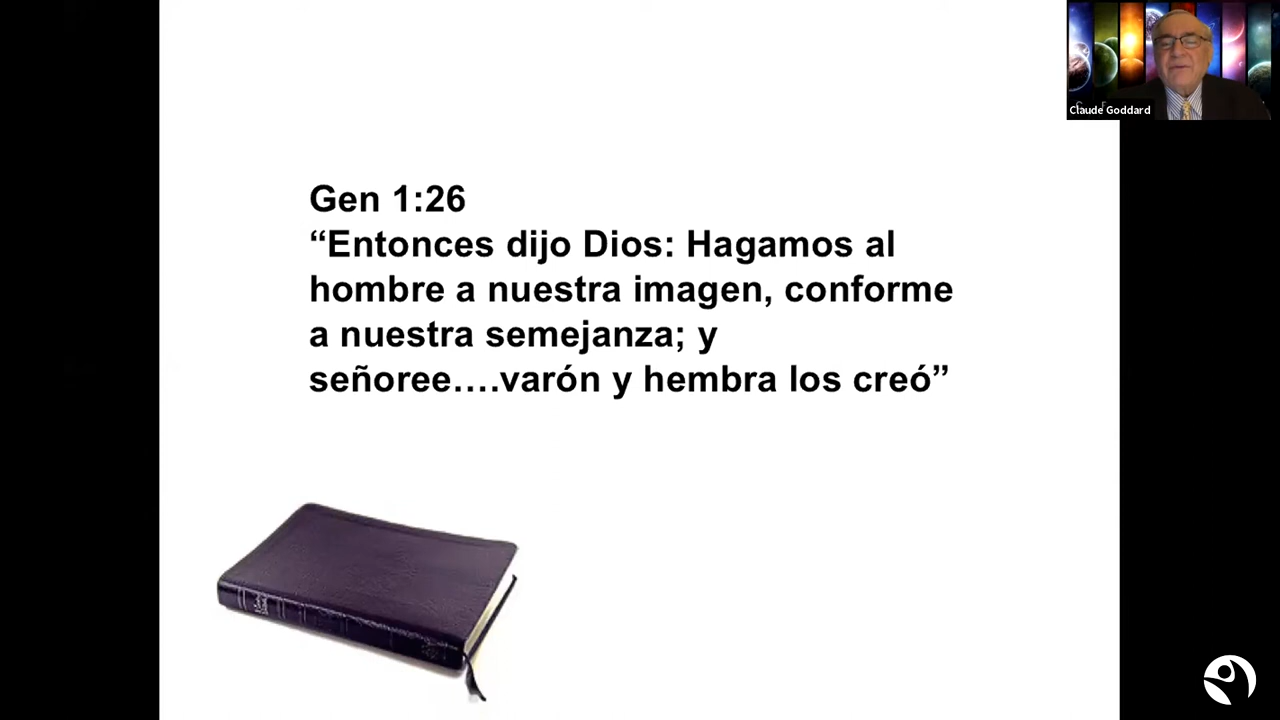 Claude Goddard
Gen 1:26
“Entonces dijo Dios: Hagamos al
hombre a nuestra imagen, conforme
a nuestra semejanza; y
señoree….varón y hembra los creó”